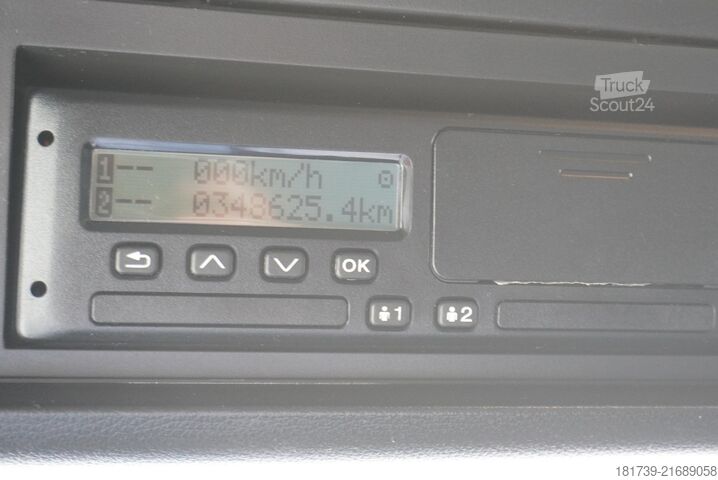 Truck
Scout24
1-- 000km/h
2-- 0348625.4km
OK
1 2
181739-21689058